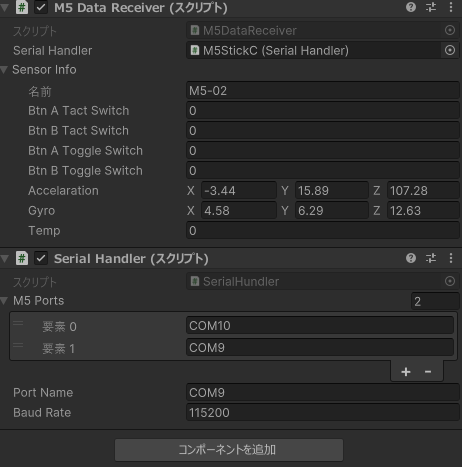 M5 Data Receiver (スクリプト)
スクリプト M5DataReceiver
Serial Handler M5StickC (Serial Handler)
Sensor Info
名前 M5-02
Btn A Tact Switch 0
Btn B Tact Switch 0
Btn A Toggle Switch 0
Btn B Toggle Switch 0
Accelaration X -3.44 Y 15.89 Z 107.28
Gyro X 4.58 Y 6.29 Z 12.63
Temp 0
Serial Handler (スクリプト)
スクリプト SerialHundler
M5 Ports 2
要素 0 COM10
要素 1 COM9
+ -
Port Name COM9
Baud Rate 115200
コンポーネントを追加